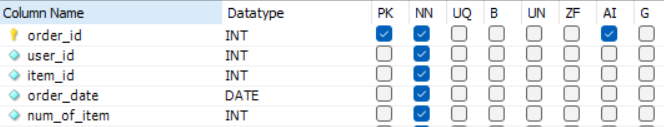 Column Name Datatype PK NN UQ B UN ZF AI G
order_id INT
user_id INT
item_id INT
order_date DATE
num_of_item INT